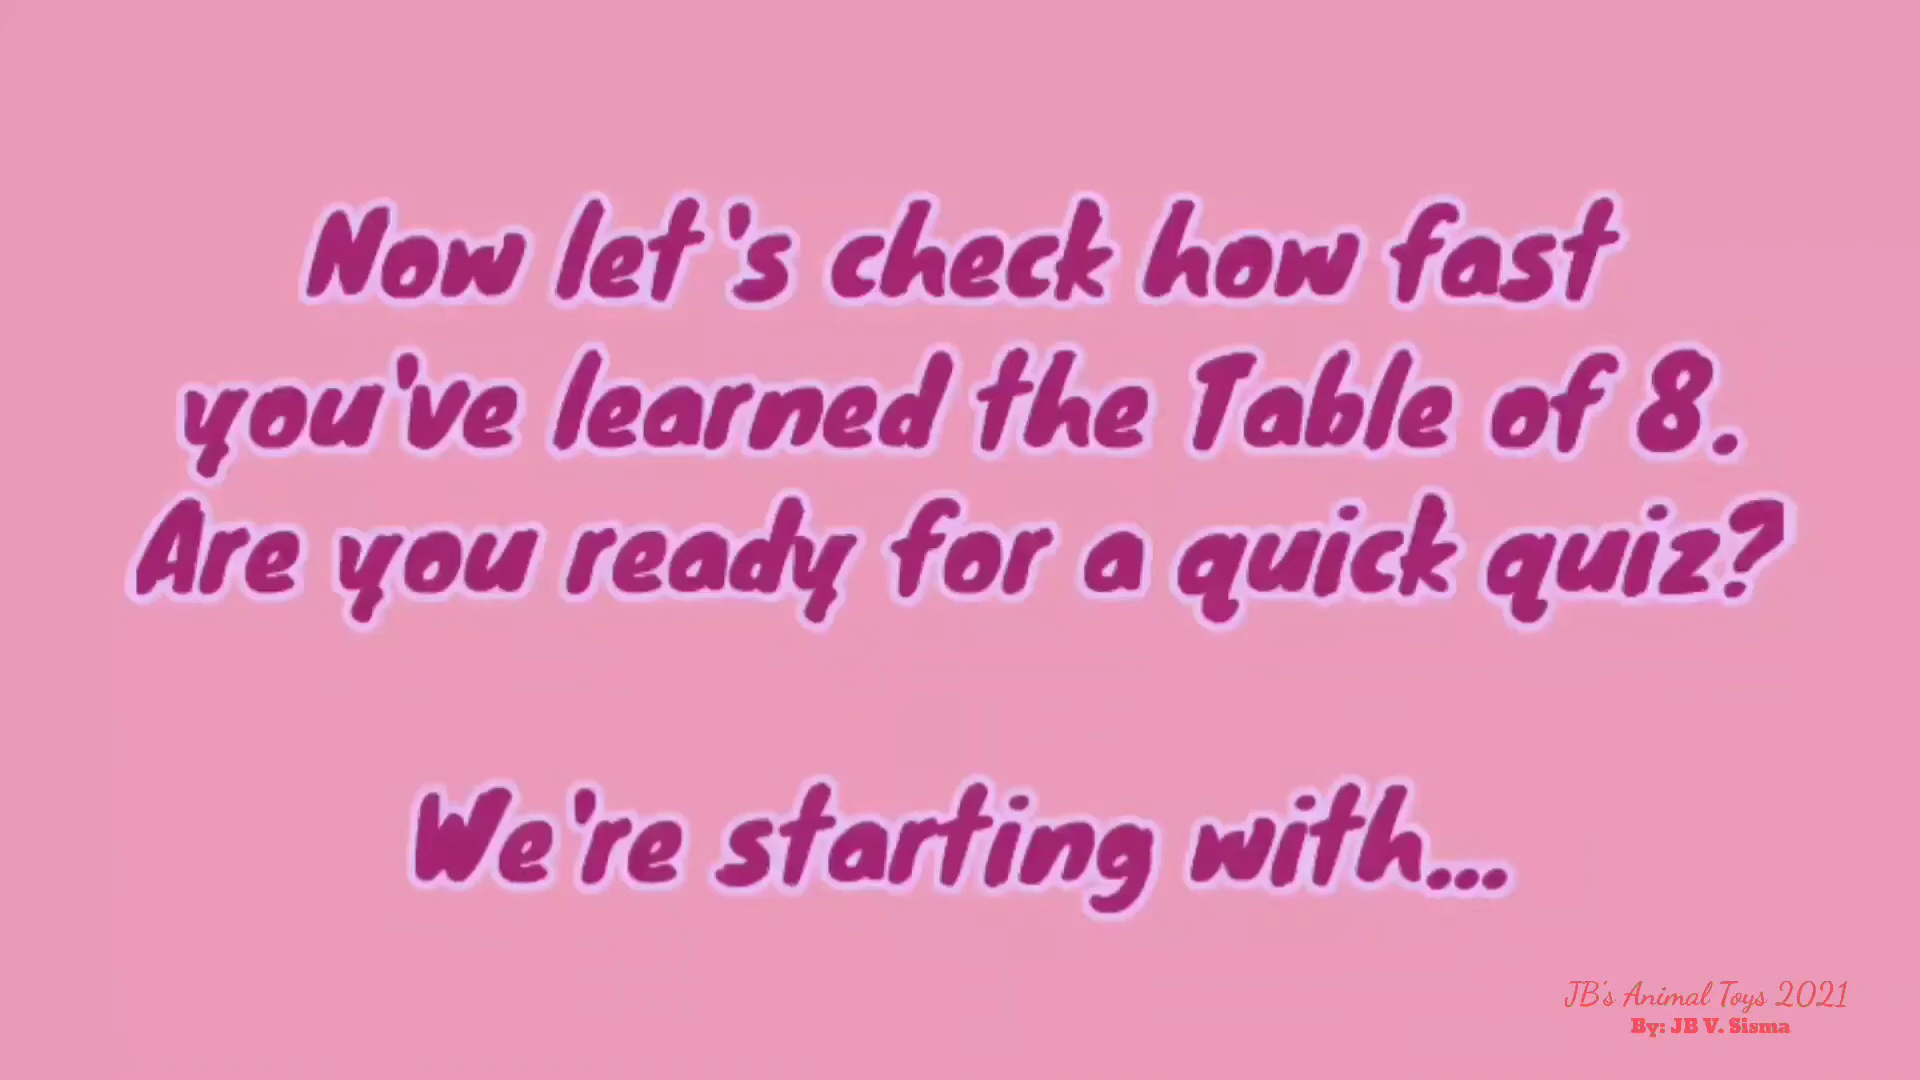 Now let's check how fast
you've learned the Table of 8.
Are you ready for a quick quiz?
We're starting with...
JB's Animal Toys 2021
By: JB V. Sisma